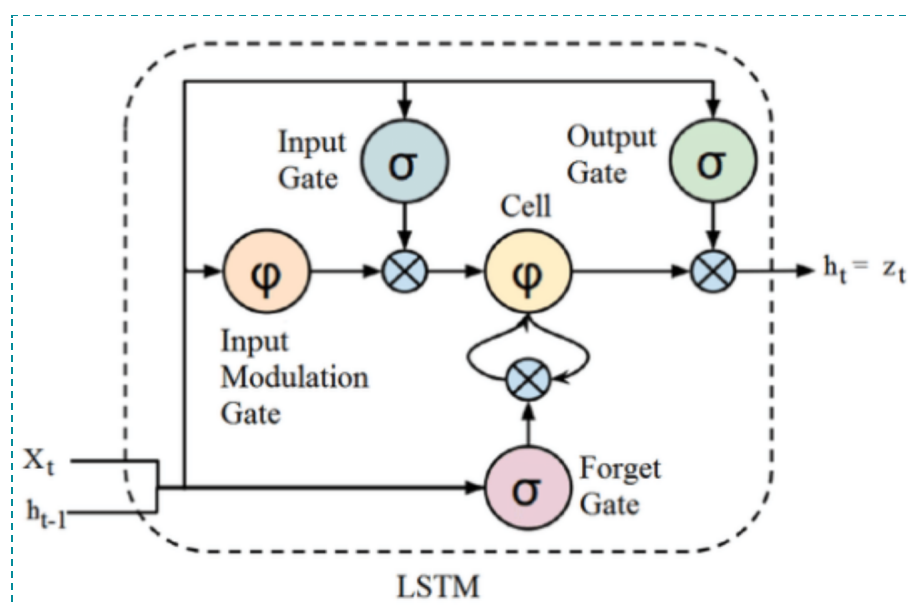 Input
Gate
σ
Output
Gate
σ
Cell
φ
φ
h_t = z_t
Input
Modulation
Gate
X_t
h_t-1
σ
Forget
Gate
LSTM